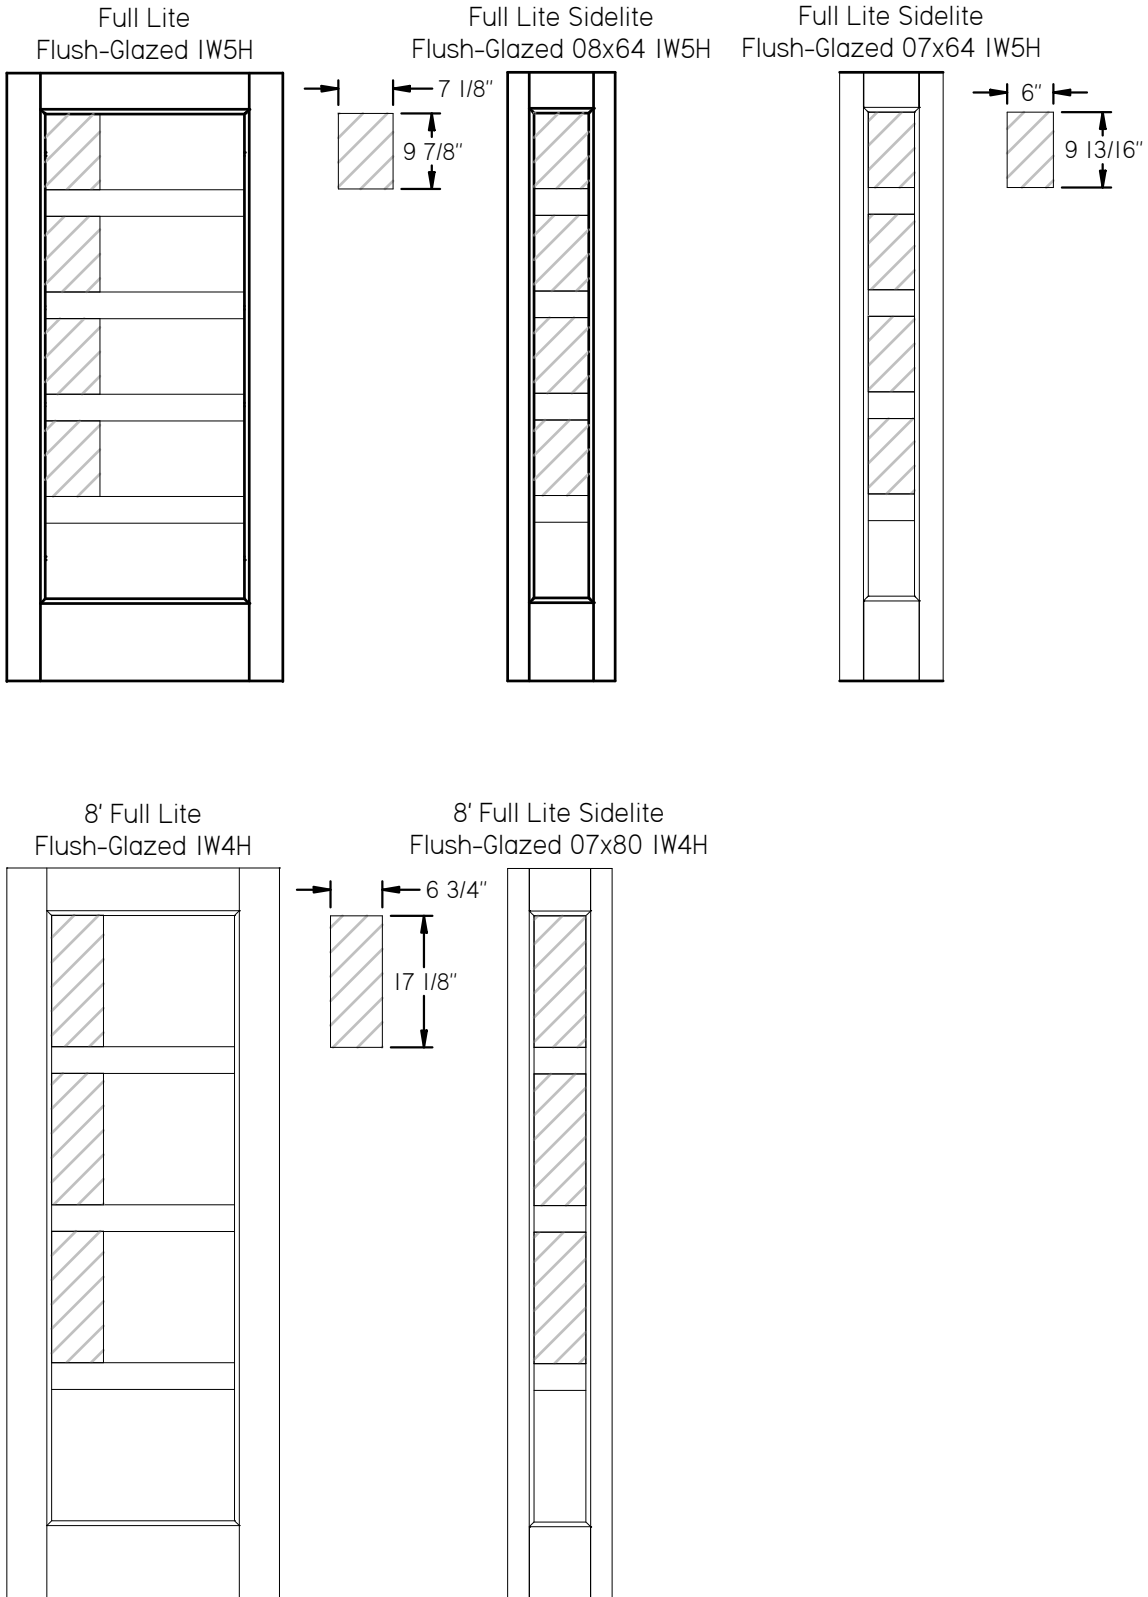 Full Lite
Flush-Glazed 1W5H
Full Lite Sidelite
Flush-Glazed 08x64 1W5H
Full Lite Sidelite
Flush-Glazed 07x64 1W5H
7 1/8"
9 7/8"
6"
9 13/16"
8' Full Lite
Flush-Glazed 1W4H
8' Full Lite Sidelite
Flush-Glazed 07x80 1W4H
6 3/4"
17 1/8"